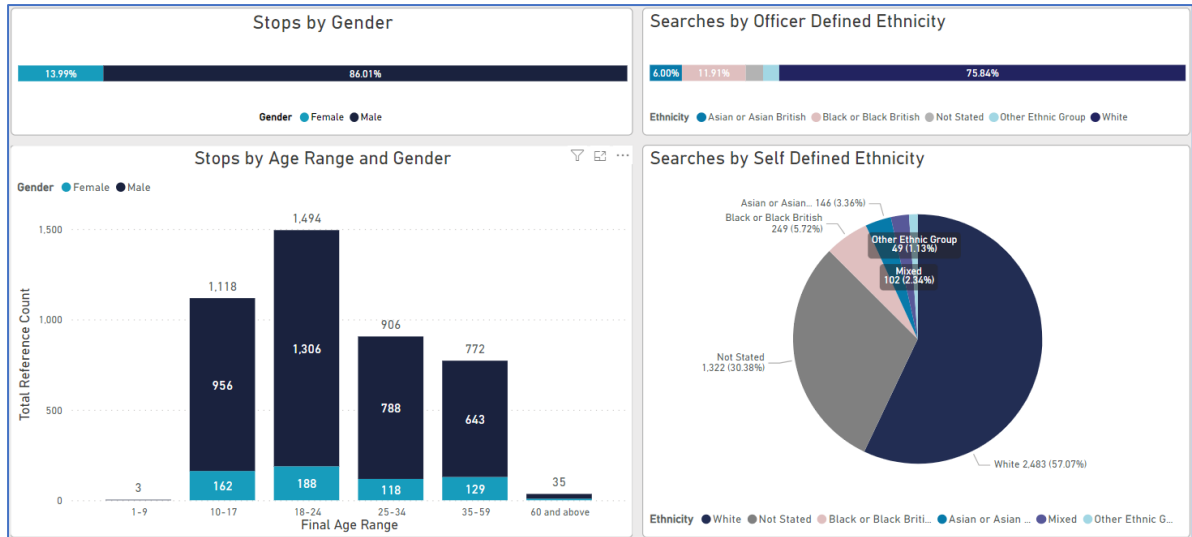 Stops by Gender
13.99%
86.01%
Gender Female Male
Searches by Officer Defined Ethnicity
6.00%
11.91%
75.84%
Ethnicity Asian or Asian British Black or Black British Not Stated Other Ethnic Group White
Stops by Age Range and Gender
Gender Female Male
Total Reference Count
1,500
1,000
500
0
3
1,118
956
162
1,494
1,306
188
906
788
118
772
643
129
35
1-9
10-17
18-24
25-34
35-59
60 and above
Final Age Range
Searches by Self Defined Ethnicity
Asian or Asian... 146 (3.36%)
Black or Black British
249 (5.72%)
Other Ethnic Group
49 (1.13%)
Mixed
102 (2.34%)
Not Stated
1,322 (30.38%)
White 2,483 (57.07%)
Ethnicity White Not Stated Black or Black Briti... Asian or Asian ... Mixed Other Ethnic G...